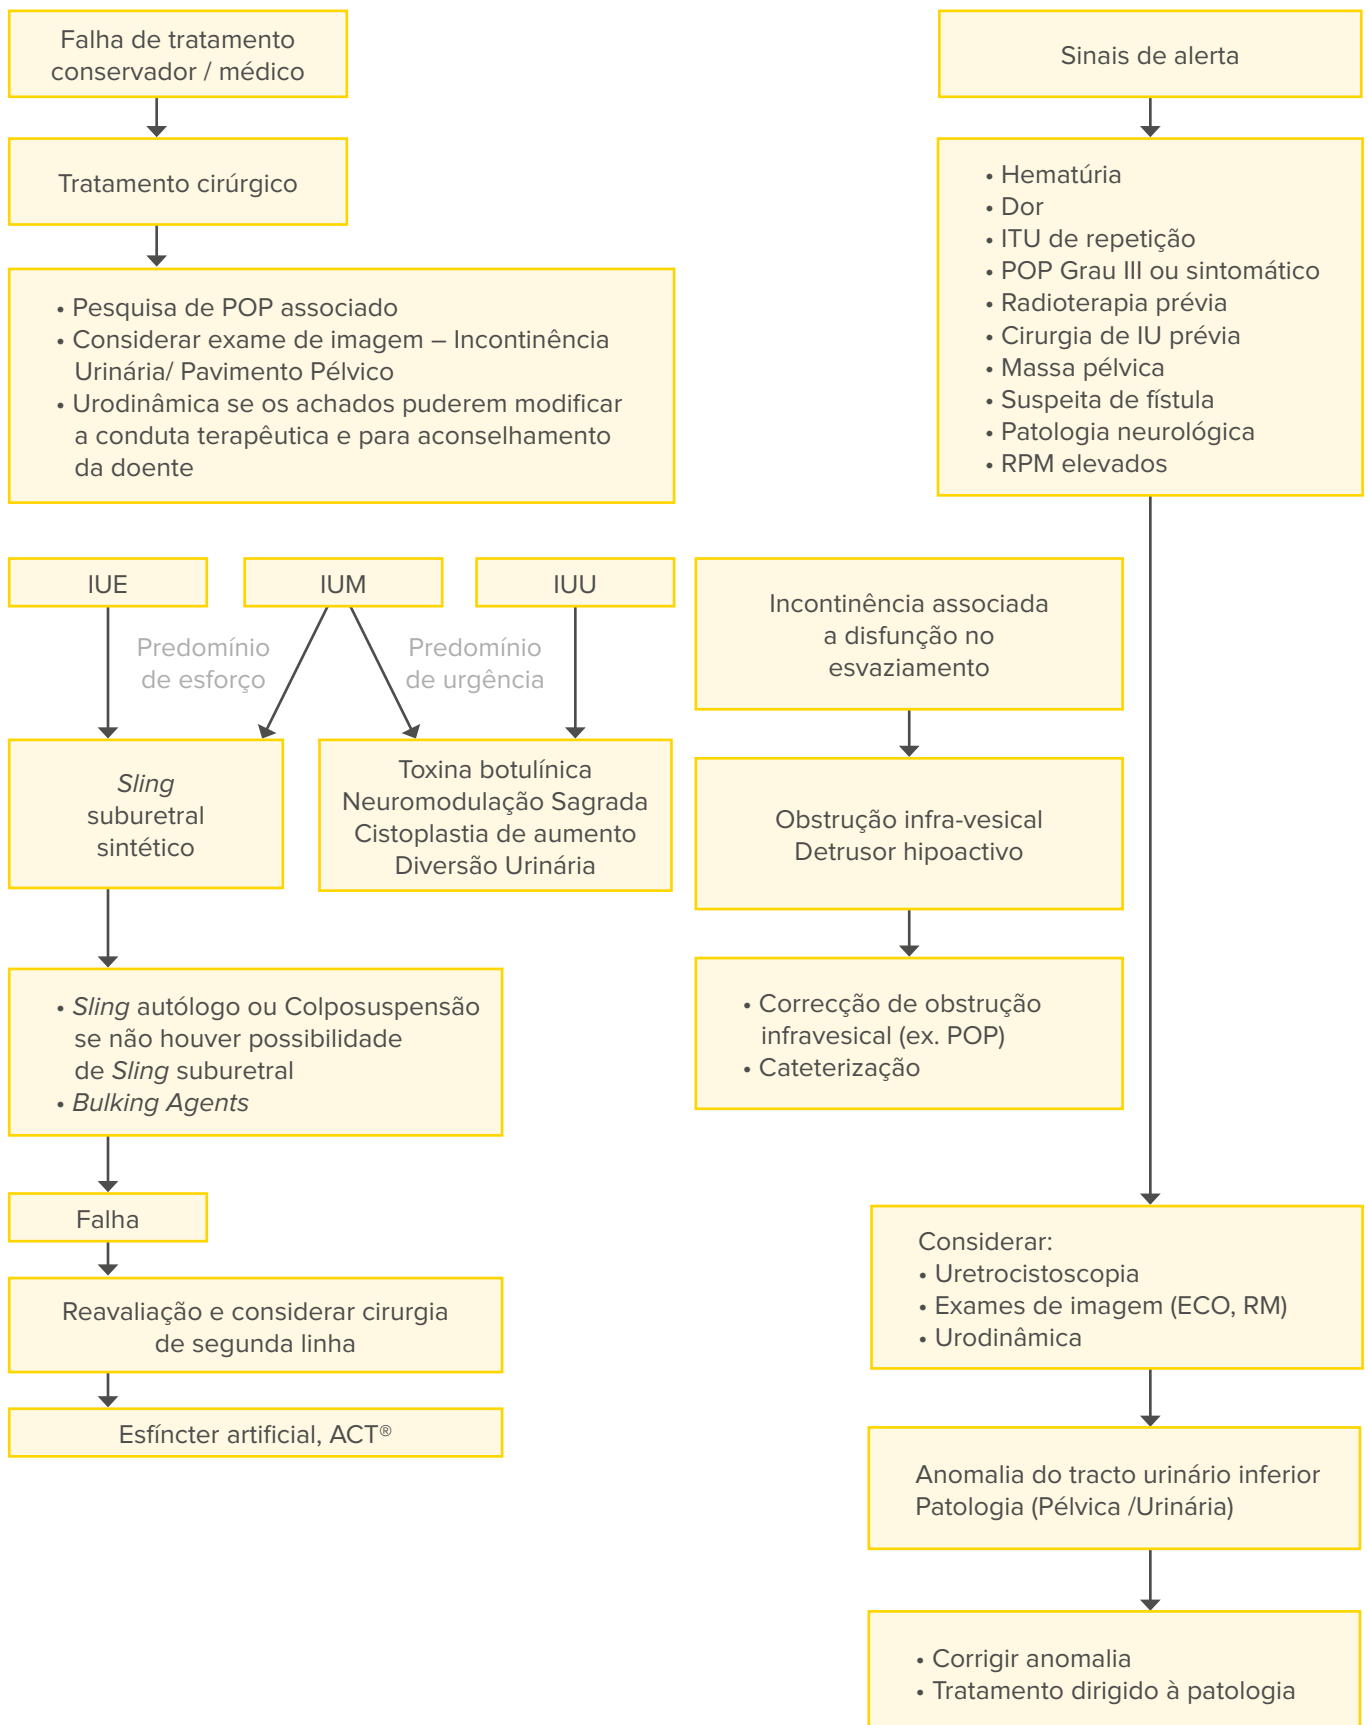 Falha de tratamento
conservador / médico
Tratamento cirúrgico
• Pesquisa de POP associado
• Considerar exame de imagem – Incontinência
Urinária/ Pavimento Pélvico
• Urodinâmica se os achados puderem modificar
a conduta terapêutica e para aconselhamento
da doente
IUE
IUM
IUU
Predomínio
de esforço
Predomínio
de urgência
Sling
suburetral
sintético
Toxina botulínica
Neuromodulação Sagrada
Cistoplastia de aumento
Diversão Urinária
• Sling autólogo ou Colposuspensão
se não houver possibilidade
de Sling suburetral
• Bulking Agents
Falha
Reavaliação e considerar cirurgia
de segunda linha
Esfíncter artificial, ACT®
Incontinência associada
a disfunção no
esvaziamento
Obstrução infra-vesical
Detrusor hipoactivo
• Correcção de obstrução
infravesical (ex. POP)
• Cateterização
Sinais de alerta
• Hematúria
• Dor
• ITU de repetição
• POP Grau III ou sintomático
• Radioterapia prévia
• Cirurgia de IU prévia
• Massa pélvica
• Suspeita de fístula
• Patologia neurológica
• RPM elevados
Considerar:
• Uretrocistoscopia
• Exames de imagem (ECO, RM)
• Urodinâmica
Anomalia do tracto urinário inferior
Patologia (Pélvica /Urinária)
• Corrigir anomalia
• Tratamento dirigido à patologia